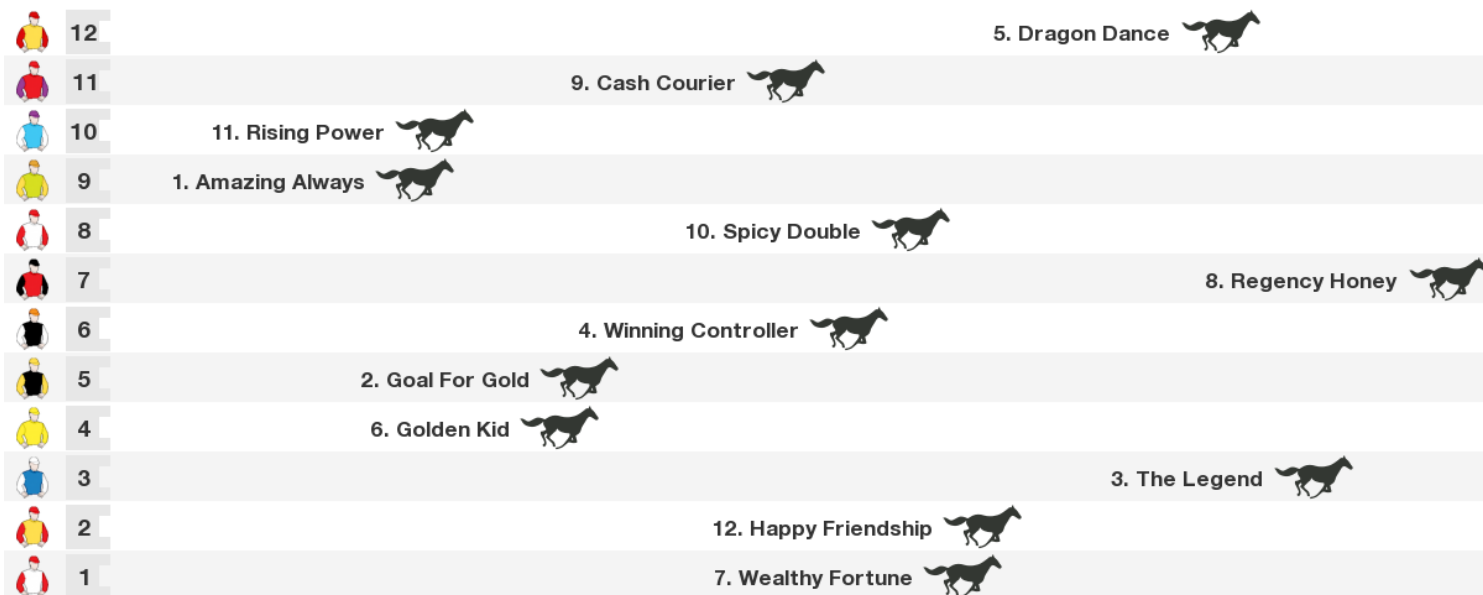 12 5. Dragon Dance
11 9. Cash Courier
10 11. Rising Power
9 1. Amazing Always
8 10. Spicy Double
7 8. Regency Honey
6 4. Winning Controller
5 2. Goal For Gold
4 6. Golden Kid
3 3. The Legend
2 12. Happy Friendship
1 7. Wealthy Fortune